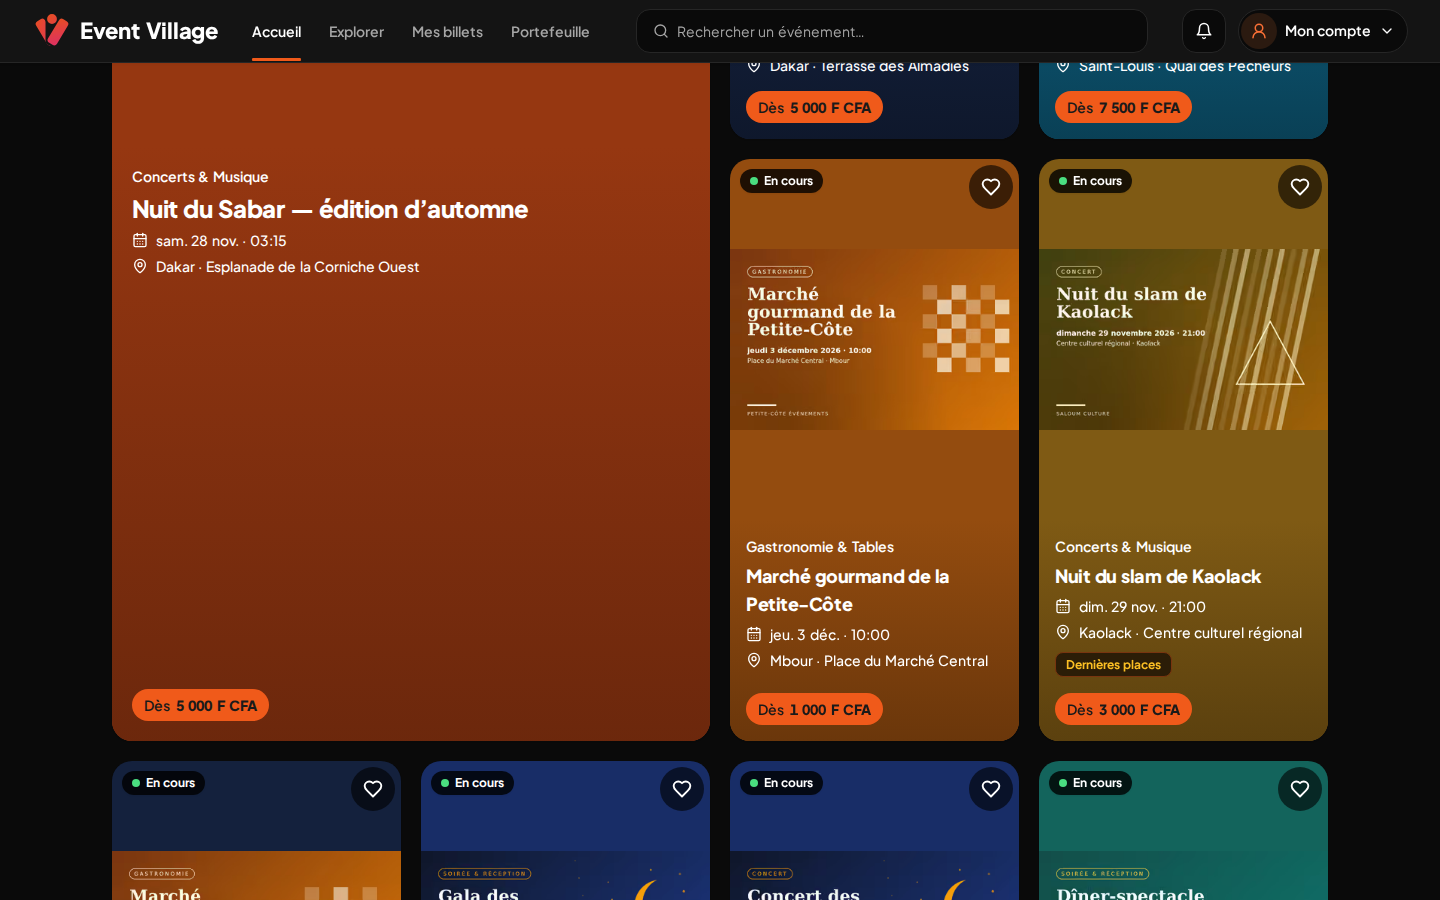 Event Village
Accueil
Explorer
Mes billets
Portefeuille
Rechercher un événement...
Mon compte
Dakar · Terrasse des Almadies
Dès 5 000 F CFA
Saint-Louis · Quai des Pêcheurs
Dès 7 500 F CFA
Concerts & Musique
Nuit du Sabar — édition d’automne
sam. 28 nov. · 03:15
Dakar · Esplanade de la Corniche Ouest
Dès 5 000 F CFA
En cours
GASTRONOMIE
Marché
gourmand de la
Petite-Côte
jeudi 3 décembre 2026 · 10:00
Place du Marché Central · Mbour
PETITE-CÔTE ÉVÉNEMENTS
Gastronomie & Tables
Marché gourmand de la
Petite-Côte
jeu. 3 déc. · 10:00
Mbour · Place du Marché Central
Dès 1 000 F CFA
En cours
CONCERT
Nuit du slam de
Kaolack
dimanche 29 novembre 2026 · 21:00
Centre culturel régional · Kaolack
SALOUM CULTURE
Concerts & Musique
Nuit du slam de Kaolack
dim. 29 nov. · 21:00
Kaolack · Centre culturel régional
Dernières places
Dès 3 000 F CFA
En cours
GASTRONOMIE
Marché
En cours
SOIRÉE & RÉCEPTION
Gala des
En cours
CONCERT
Concert des
En cours
SOIRÉE & RÉCEPTION
Dîner-spectacle